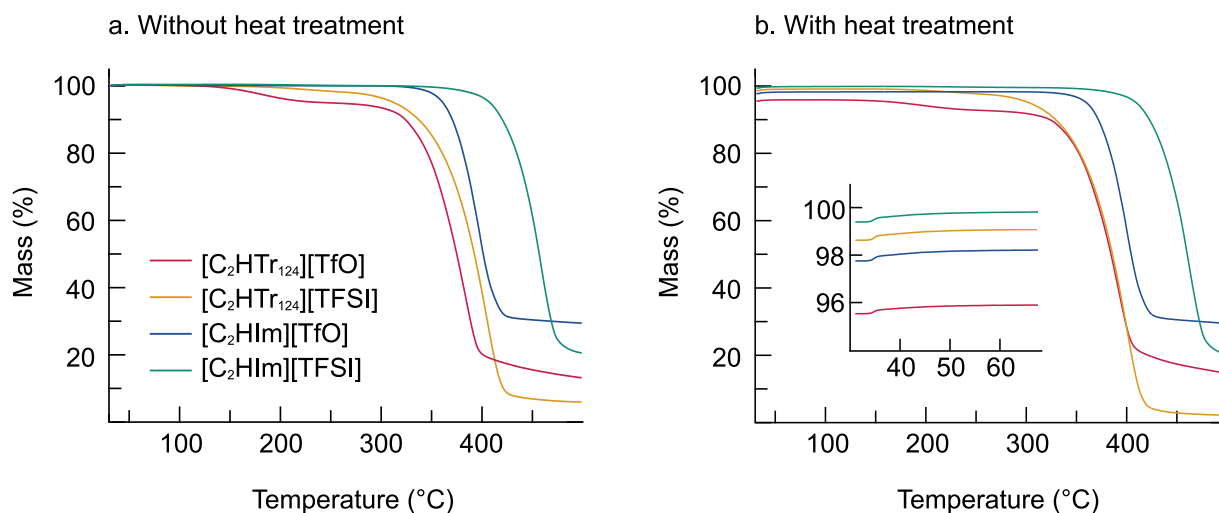 a. Without heat treatment
100
80
60
40
20
Mass (%)
[C₂HTr₁₂₄][TfO]
[C₂HTr₁₂₄][TFSI]
[C₂HIm][TfO]
[C₂HIm][TFSI]
100 200 300 400
Temperature (°C)
b. With heat treatment
100
80
60
40
20
Mass (%)
100
98
96
40 50 60
100 200 300 400
Temperature (°C)